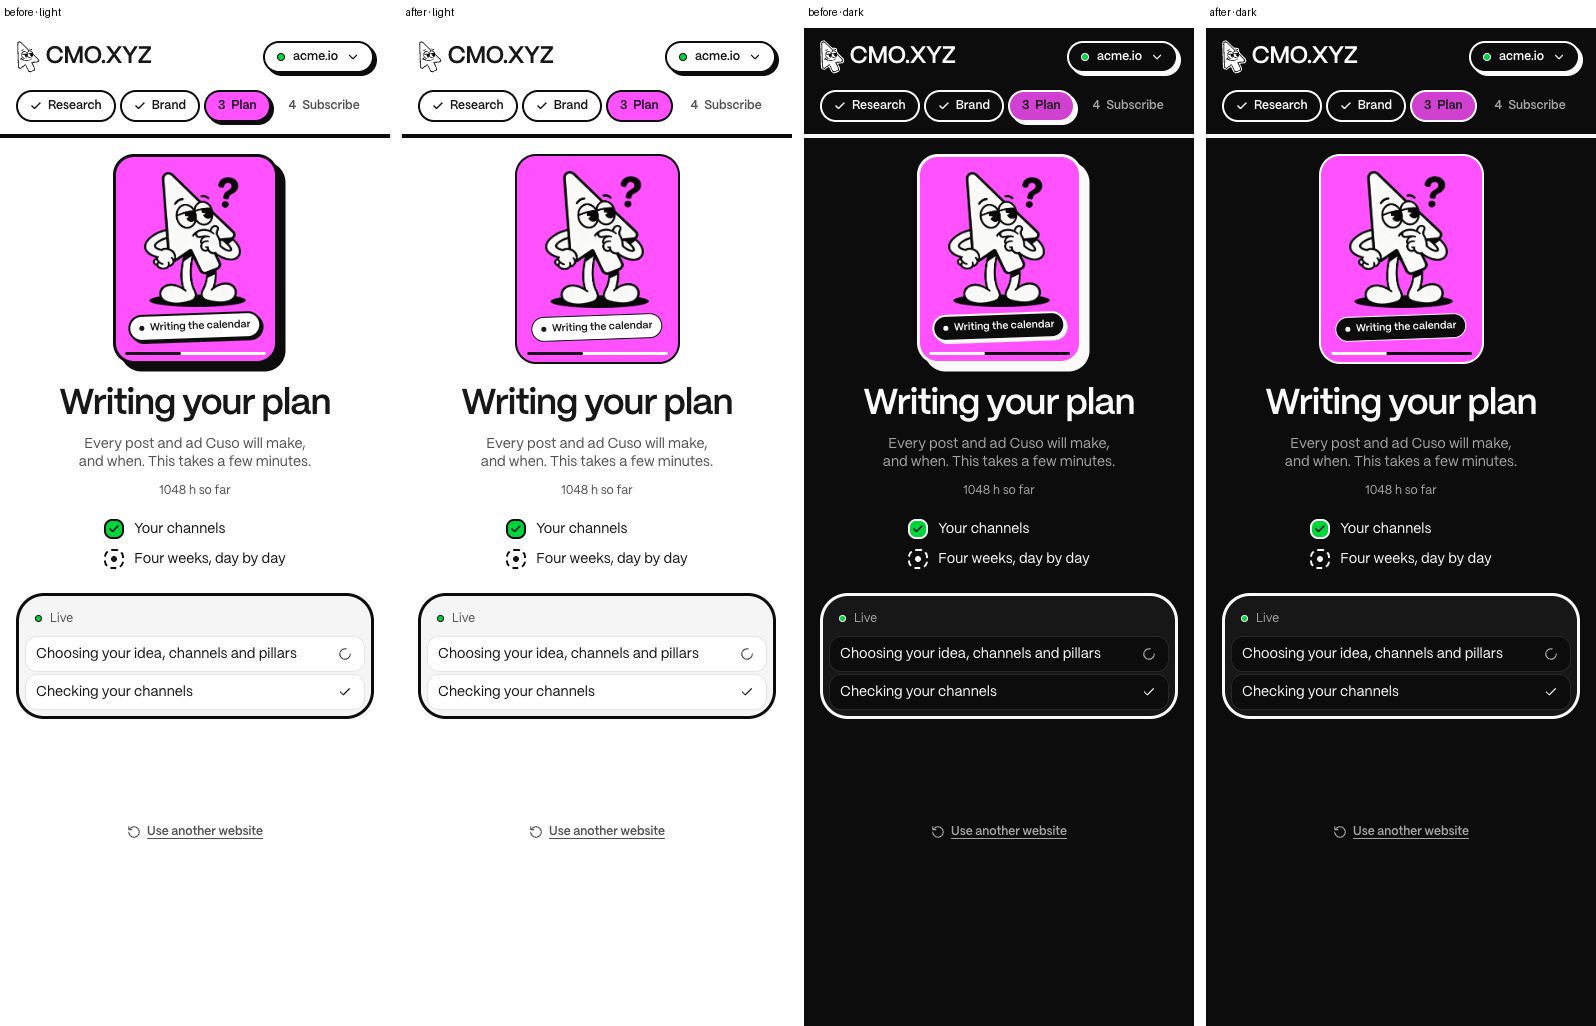 before · light
CMO.XYZ
acme.io
Research
Brand
3 Plan
4 Subscribe
?
Writing the calendar
Writing your plan
Every post and ad Cuso will make,
and when. This takes a few minutes.
1048 h so far
Your channels
Four weeks, day by day
Live
Choosing your idea, channels and pillars
Checking your channels
Use another website
after · light
CMO.XYZ
acme.io
Research
Brand
3 Plan
4 Subscribe
?
Writing the calendar
Writing your plan
Every post and ad Cuso will make,
and when. This takes a few minutes.
1048 h so far
Your channels
Four weeks, day by day
Live
Choosing your idea, channels and pillars
Checking your channels
Use another website
before · dark
CMO.XYZ
acme.io
Research
Brand
3 Plan
4 Subscribe
?
Writing the calendar
Writing your plan
Every post and ad Cuso will make,
and when. This takes a few minutes.
1048 h so far
Your channels
Four weeks, day by day
Live
Choosing your idea, channels and pillars
Checking your channels
Use another website
after · dark
CMO.XYZ
acme.io
Research
Brand
3 Plan
4 Subscribe
?
Writing the calendar
Writing your plan
Every post and ad Cuso will make,
and when. This takes a few minutes.
1048 h so far
Your channels
Four weeks, day by day
Live
Choosing your idea, channels and pillars
Checking your channels
Use another website